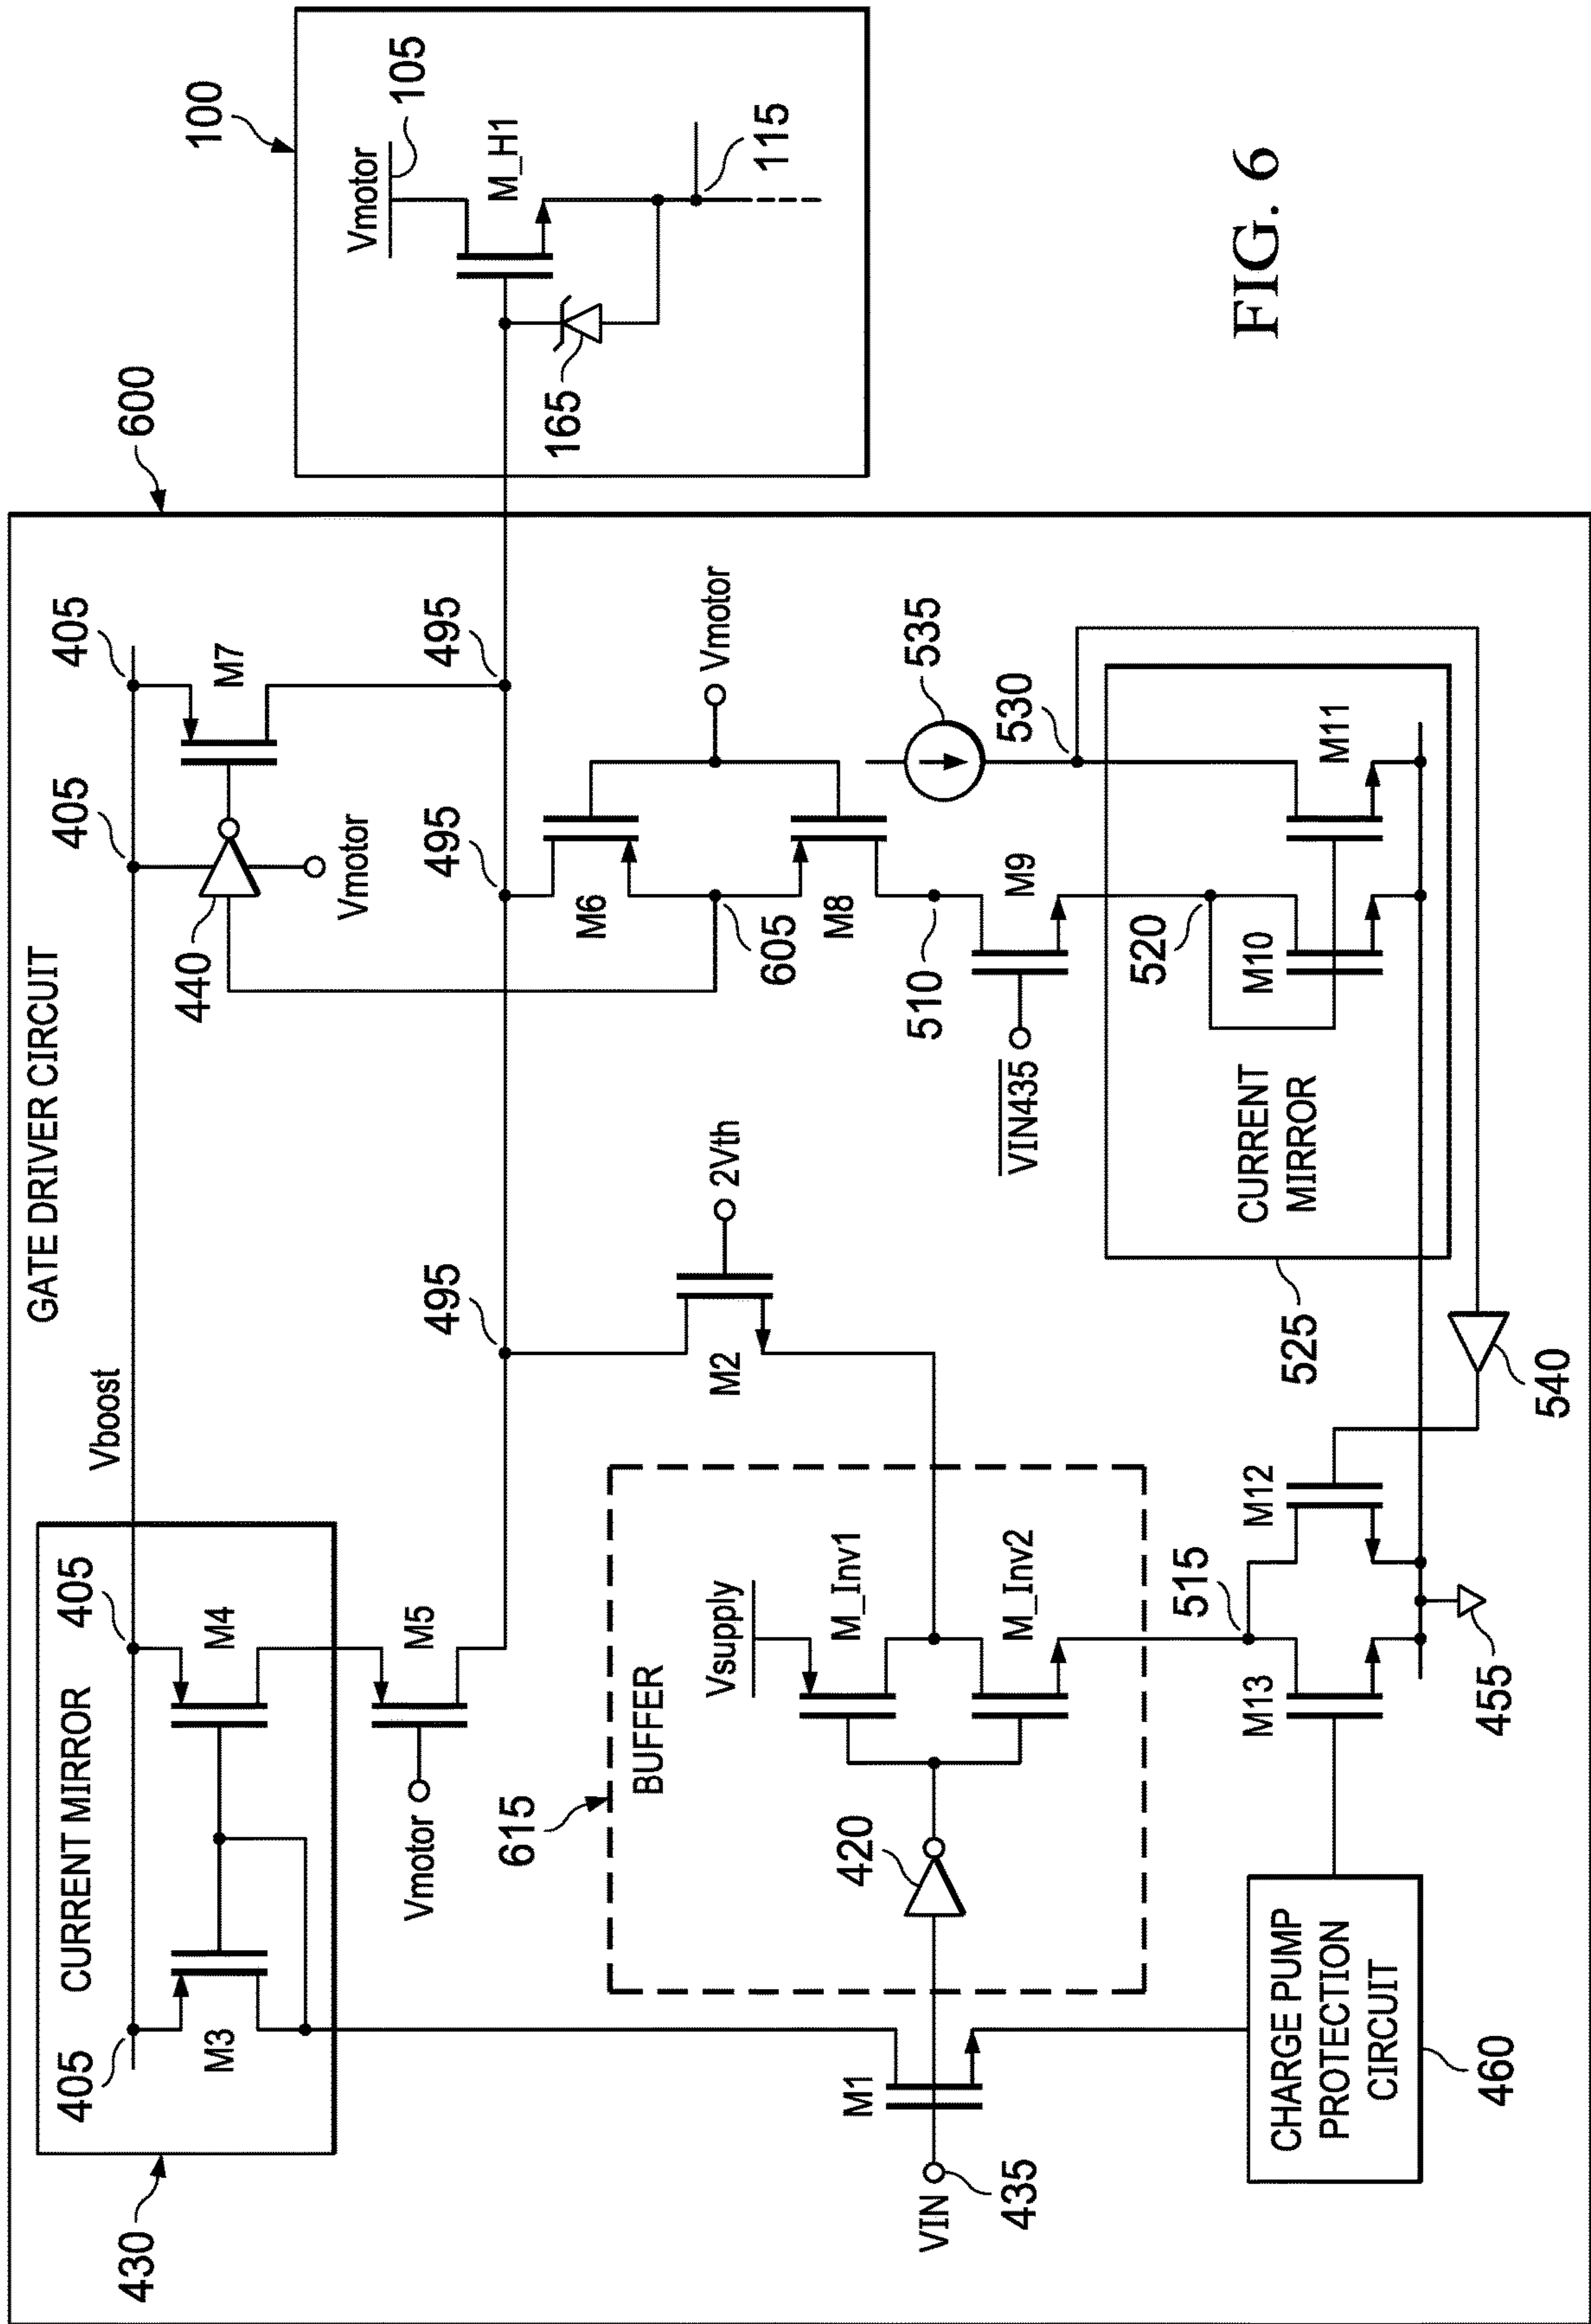 GATE DRIVER CIRCUIT
600
100
430
CURRENT MIRROR
405
M3
405
M4
Vboost
405
405
M7
440
Vmotor
Vmotor
M5
495
495
495
Vmotor
105
M_H1
165
115
615
BUFFER
Vsupply
M_Inv1
M_Inv2
420
M2
2Vth
M6
605
M8
Vmotor
510
M9
VIN435
535
530
VIN
435
M1
CHARGE PUMP
PROTECTION
CIRCUIT
460
515
M13
M12
455
540
525
CURRENT
MIRROR
520
M10
M11
FIG. 6